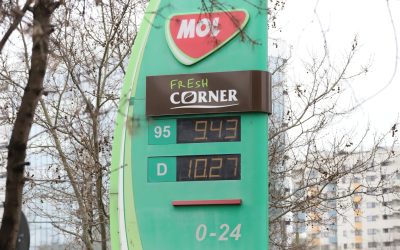 MOL
FRESH
CORNER
95 9.43
D 10.27
0-24